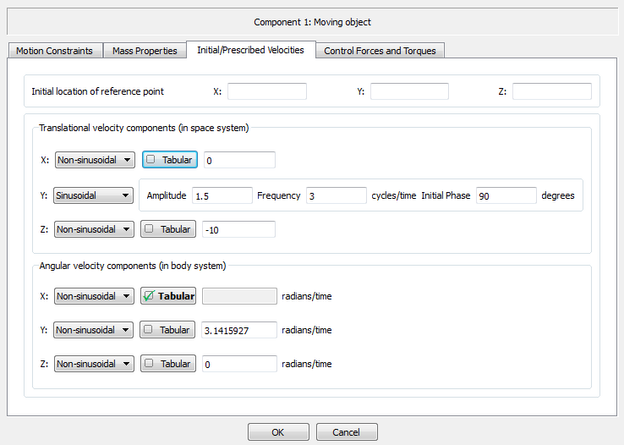 Component 1: Moving object
Motion Constraints Mass Properties Initial/Prescribed Velocities Control Forces and Torques
Initial location of reference point X: Y: Z:
Translational velocity components (in space system)
X: Non-sinusoidal Tabular 0
Y: Sinusoidal Amplitude 1.5 Frequency 3 cycles/time Initial Phase 90 degrees
Z: Non-sinusoidal Tabular -10
Angular velocity components (in body system)
X: Non-sinusoidal Tabular radians/time
Y: Non-sinusoidal Tabular 3.1415927 radians/time
Z: Non-sinusoidal Tabular 0 radians/time
OK Cancel